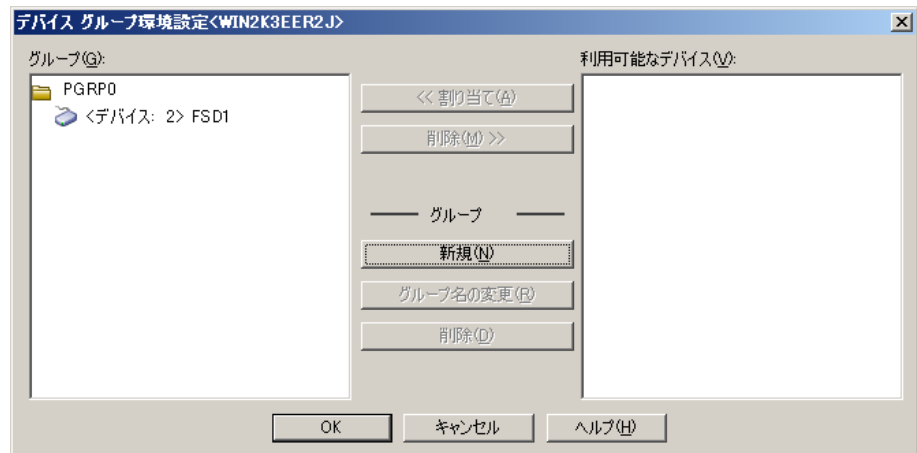 デバイス グループ環境設定<WIN2K3EER2J>
グループ(G):
利用可能なデバイス(V):
PGRP0
<デバイス: 2> FSD1
<< 割り当て(A)
削除(M) >>
グループ
新規(N)
グループ名の変更(R)
削除(D)
OK
キャンセル
ヘルプ(H)